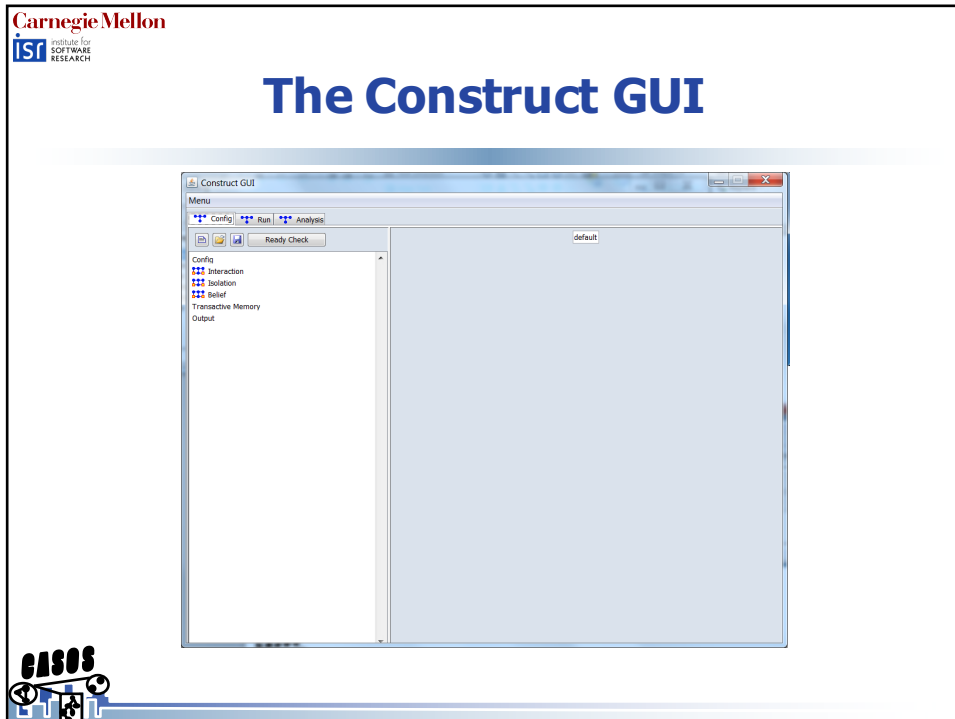 Carnegie Mellon
isr institute for
SOFTWARE
RESEARCH
The Construct GUI
Construct GUI
Menu
Config Run Analysis
Ready Check
default
Config
Interaction
Isolation
Belief
Transactive Memory
Output
CASOS